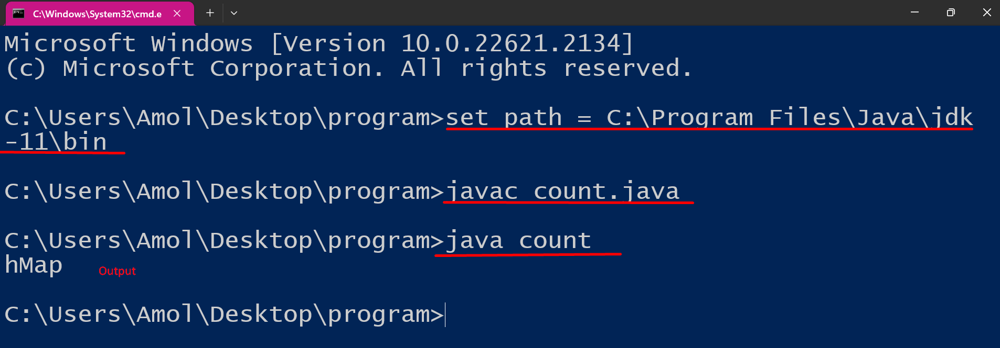 C:\Windows\System32\cmd.e
Microsoft Windows [Version 10.0.22621.2134]
(c) Microsoft Corporation. All rights reserved.
C:\Users\Amol\Desktop\program>set path = C:\Program Files\Java\jdk
-11\bin
C:\Users\Amol\Desktop\program>javac count.java
C:\Users\Amol\Desktop\program>java count
hMap
Output
C:\Users\Amol\Desktop\program>